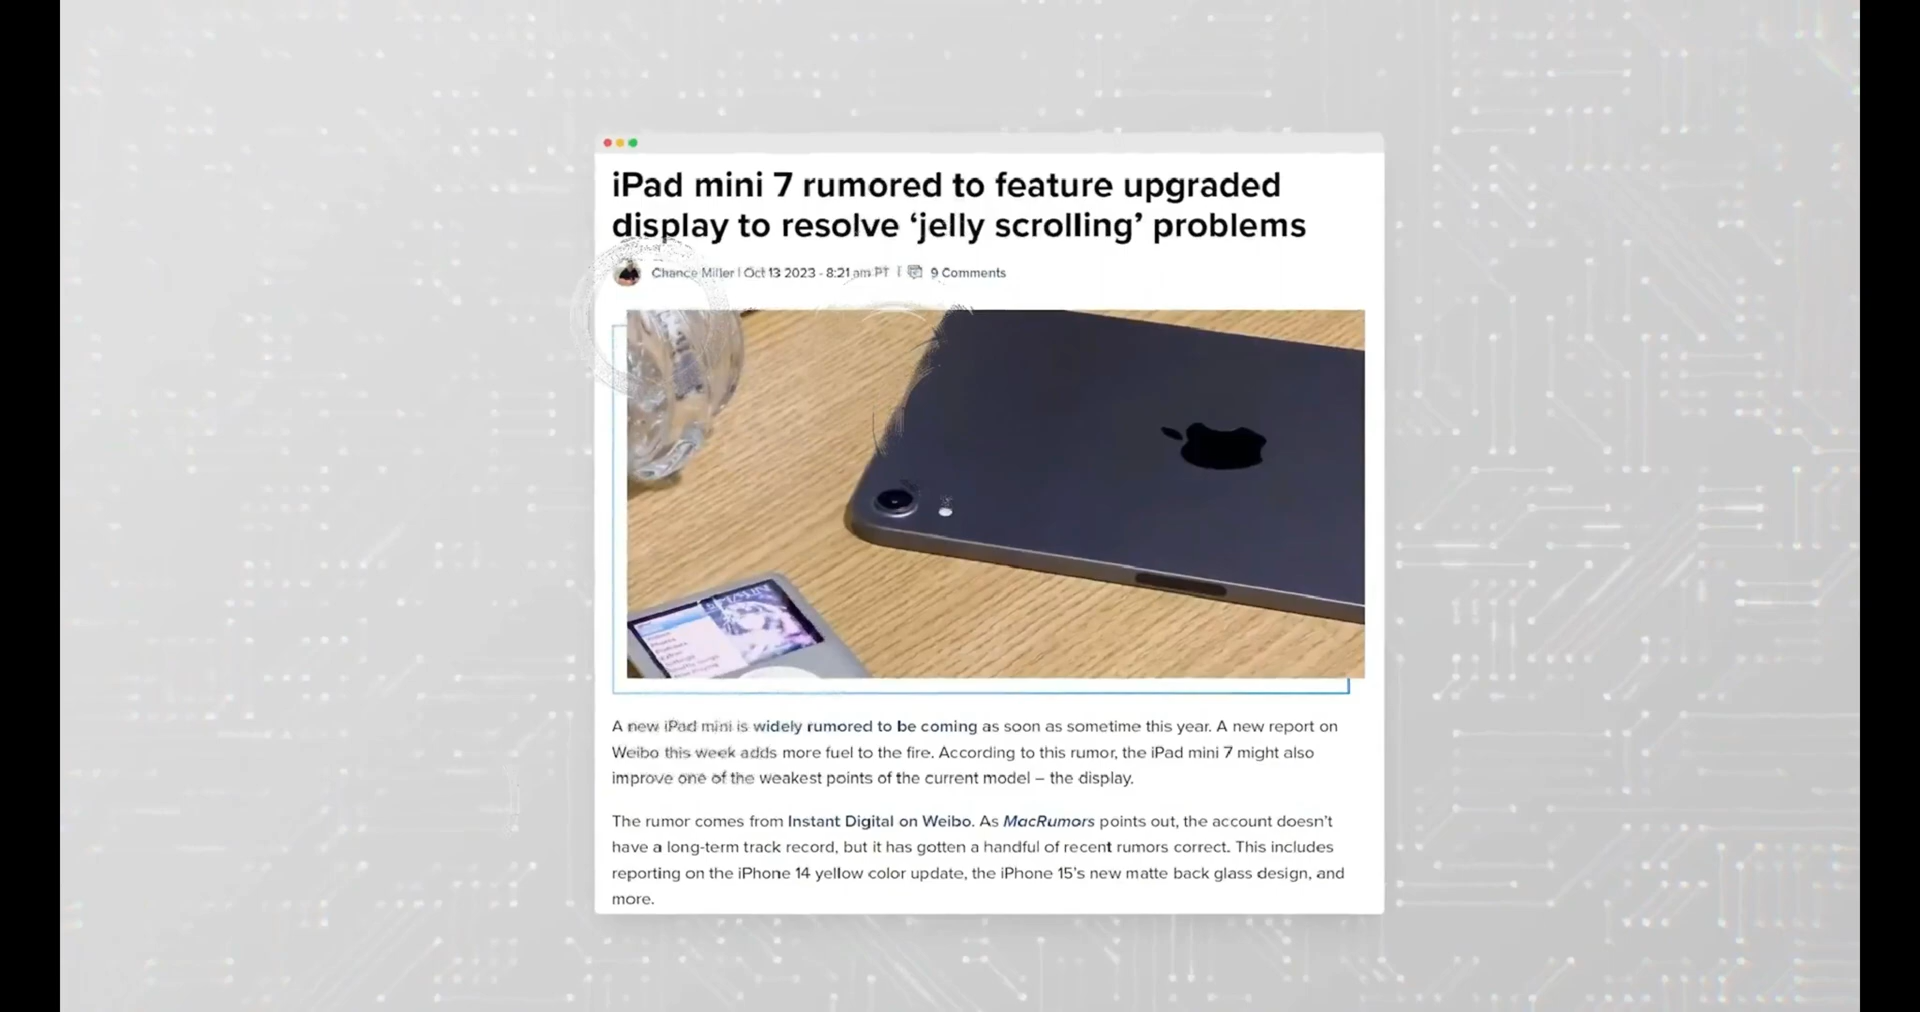 iPad mini 7 rumored to feature upgraded
display to resolve ‘jelly scrolling’ problems
Chance Miller | Oct 13 2023 - 8:21 am PT | 9 Comments
A new iPad mini is widely rumored to be coming as soon as sometime this year. A new report on
Weibo this week adds more fuel to the fire. According to this rumor, the iPad mini 7 might also
improve one of the weakest points of the current model – the display.
The rumor comes from Instant Digital on Weibo. As MacRumors points out, the account doesn’t
have a long-term track record, but it has gotten a handful of recent rumors correct. This includes
reporting on the iPhone 14 yellow color update, the iPhone 15’s new matte back glass design, and
more.